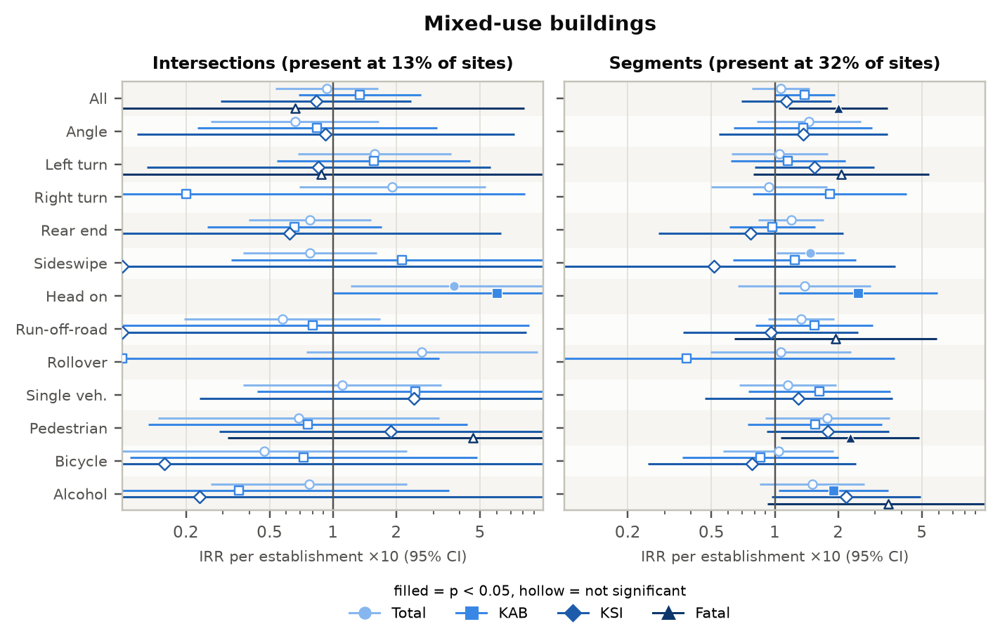 Mixed-use buildings
Intersections (present at 13% of sites)
Segments (present at 32% of sites)
All
Angle
Left turn
Right turn
Rear end
Sideswipe
Head on
Run-off-road
Rollover
Single veh.
Pedestrian
Bicycle
Alcohol
0.2 0.5 1 2 5
0.2 0.5 1 2 5
IRR per establishment ×10 (95% CI)
IRR per establishment ×10 (95% CI)
filled = p < 0.05, hollow = not significant
Total KAB KSI Fatal